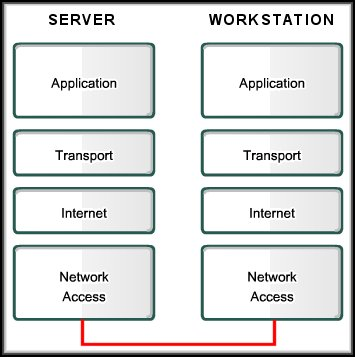 SERVER
WORKSTATION
Application
Application
Transport
Transport
Internet
Internet
Network
Access
Network
Access